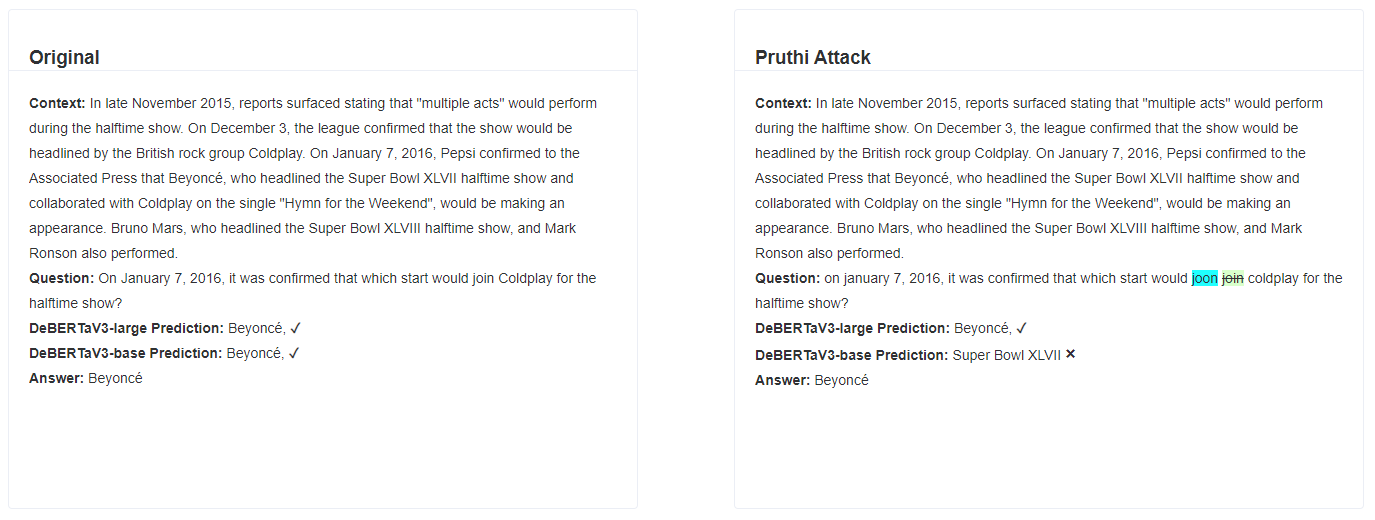 Original
Context: In late November 2015, reports surfaced stating that "multiple acts" would perform
during the halftime show. On December 3, the league confirmed that the show would be
headlined by the British rock group Coldplay. On January 7, 2016, Pepsi confirmed to the
Associated Press that Beyoncé, who headlined the Super Bowl XLVII halftime show and
collaborated with Coldplay on the single "Hymn for the Weekend", would be making an
appearance. Bruno Mars, who headlined the Super Bowl XLVIII halftime show, and Mark
Ronson also performed.
Question: On January 7, 2016, it was confirmed that which start would join Coldplay for the
halftime show?
DeBERTaV3-large Prediction: Beyoncé, ✓
DeBERTaV3-base Prediction: Beyoncé, ✓
Answer: Beyoncé
Pruthi Attack
Context: In late November 2015, reports surfaced stating that "multiple acts" would perform
during the halftime show. On December 3, the league confirmed that the show would be
headlined by the British rock group Coldplay. On January 7, 2016, Pepsi confirmed to the
Associated Press that Beyoncé, who headlined the Super Bowl XLVII halftime show and
collaborated with Coldplay on the single "Hymn for the Weekend", would be making an
appearance. Bruno Mars, who headlined the Super Bowl XLVIII halftime show, and Mark
Ronson also performed.
Question: on january 7, 2016, it was confirmed that which start would joon join coldplay for the
halftime show?
DeBERTaV3-large Prediction: Beyoncé, ✓
DeBERTaV3-base Prediction: Super Bowl XLVII ×
Answer: Beyoncé